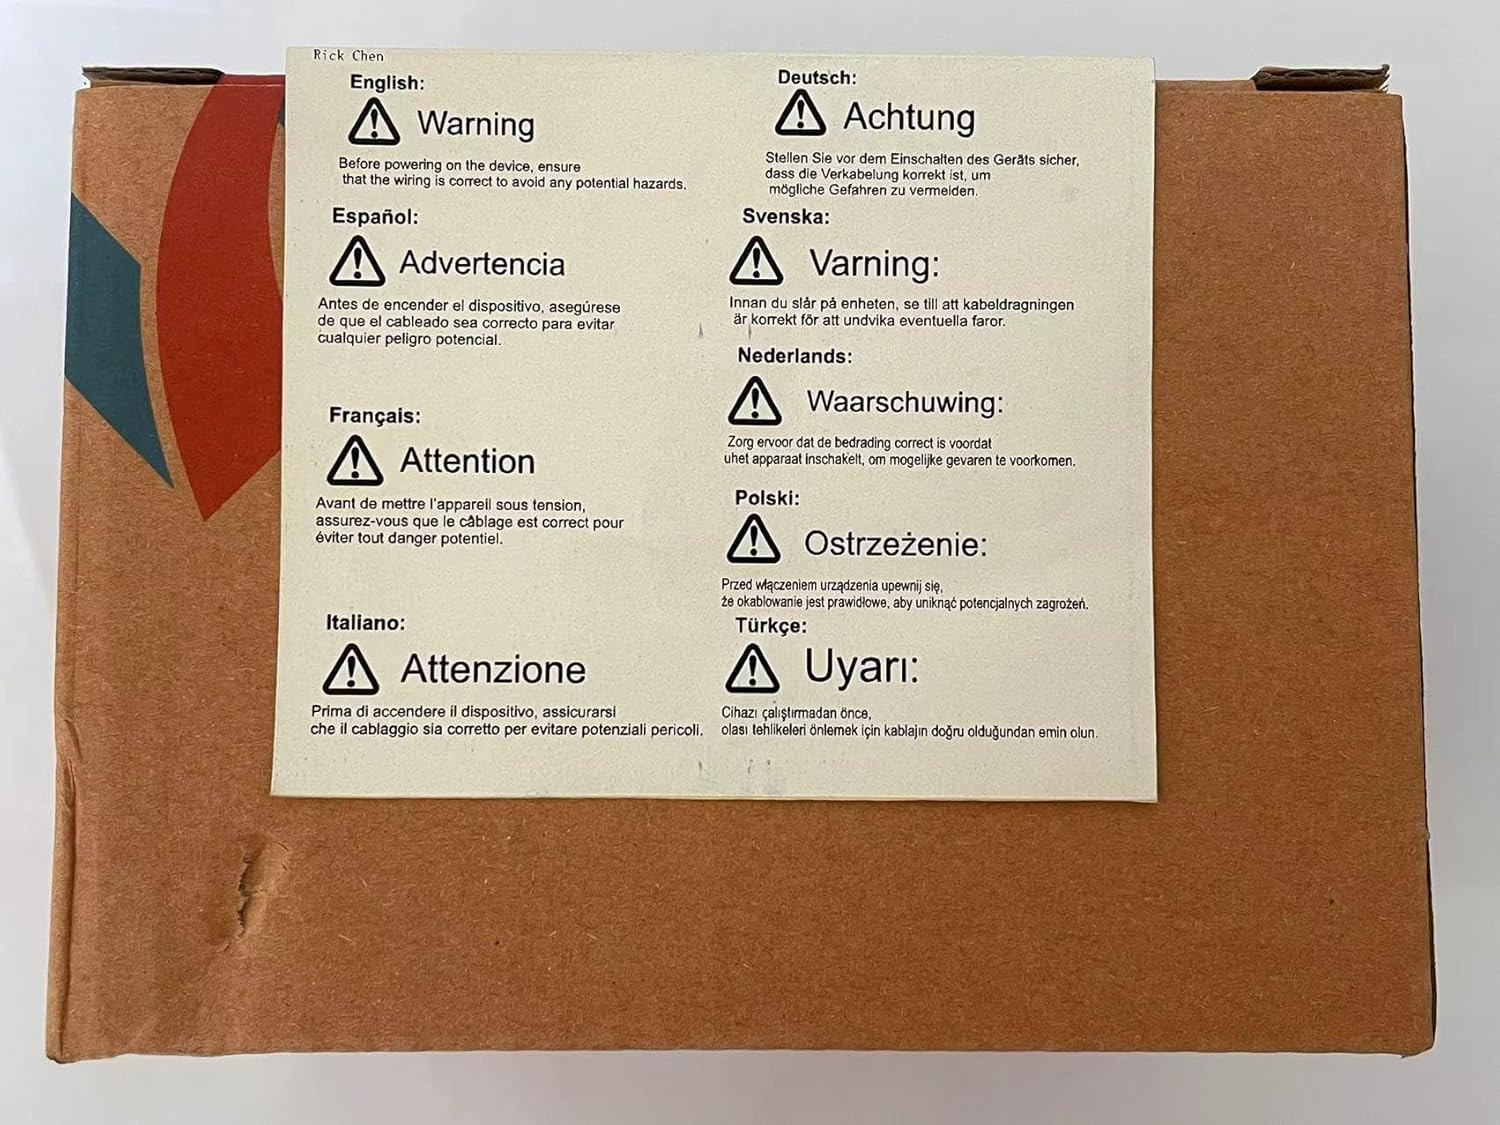 Rick Chen
English:
Warning
Before powering on the device, ensure
that the wiring is correct to avoid any potential hazards.
Español:
Advertencia
Antes de encender el dispositivo, asegúrese
de que el cableado sea correcto para evitar
cualquier peligro potencial.
Français:
Attention
Avant de mettre l'appareil sous tension,
assurez-vous que le câblage est correct pour
éviter tout danger potentiel.
Italiano:
Attenzione
Prima di accendere il dispositivo, assicurarsi
che il cablaggio sia corretto per evitare potenziali pericoli.
Deutsch:
Achtung
Stellen Sie vor dem Einschalten des Geräts sicher,
dass die Verkabelung korrekt ist, um
mögliche Gefahren zu vermeiden.
Svenska:
Varning:
Innan du slår på enheten, se till att kabeldragningen
är korrekt för att undvika eventuella faror.
Nederlands:
Waarschuwing:
Zorg ervoor dat de bedrading correct is voordat
uhet apparaat inschakelt, om mogelijke gevaren te voorkomen.
Polski:
Ostrzeżenie:
Przed włączeniem urządzenia upewnij się,
że okablowanie jest prawidłowe, aby uniknąć potencjalnych zagrożeń.
Türkçe:
Uyarı:
Cihazı çalıştırmadan önce,
olası tehlikeleri önlemek için kablajın doğru olduğundan emin olun.